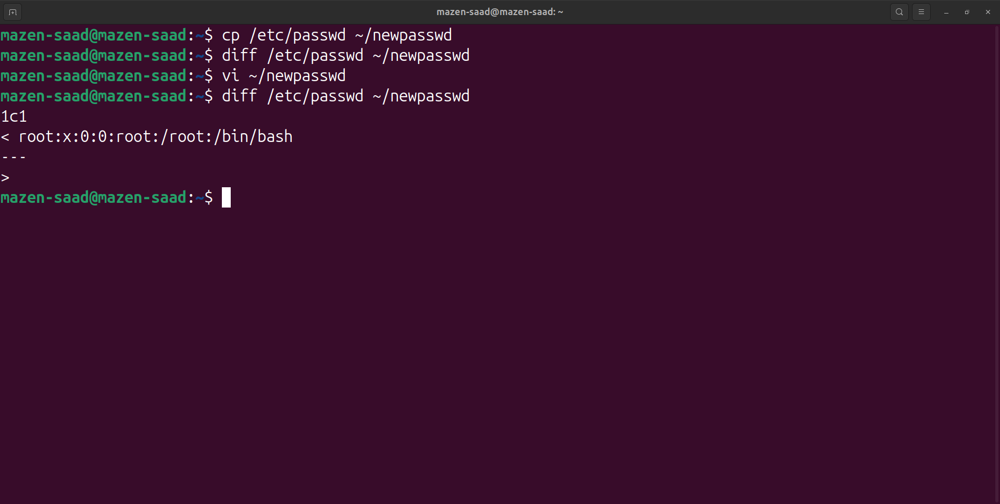 mazen-saad@mazen-saad: ~
mazen-saad@mazen-saad:~$ cp /etc/passwd ~/newpasswd
mazen-saad@mazen-saad:~$ diff /etc/passwd ~/newpasswd
mazen-saad@mazen-saad:~$ vi ~/newpasswd
mazen-saad@mazen-saad:~$ diff /etc/passwd ~/newpasswd
1c1
< root:x:0:0:root:/root:/bin/bash
---
>
mazen-saad@mazen-saad:~$